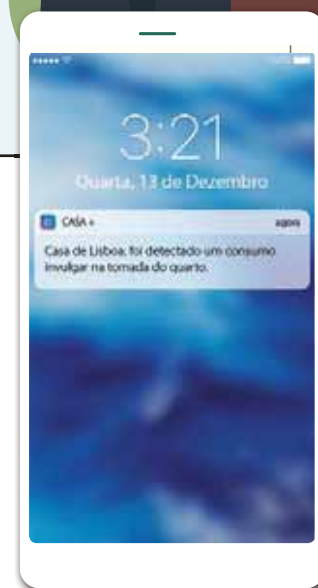 3:21
Quarta, 13 de Dezembro
CASA +
agora
Casa de Lisboa: foi detectado um consumo
invulgar na tomada do quarto.